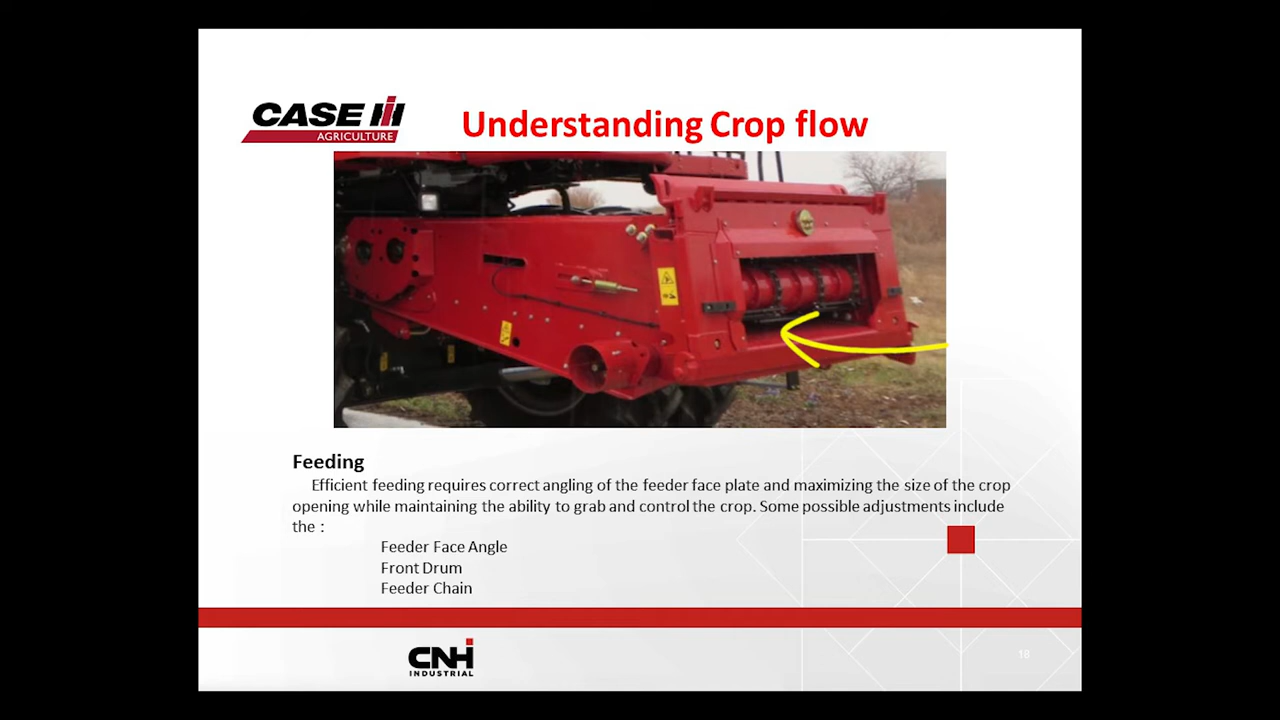 CASE IH
AGRICULTURE
Understanding Crop flow
Feeding
Efficient feeding requires correct angling of the feeder face plate and maximizing the size of the crop
opening while maintaining the ability to grab and control the crop. Some possible adjustments include
the :
Feeder Face Angle
Front Drum
Feeder Chain
CNH
INDUSTRIAL
18